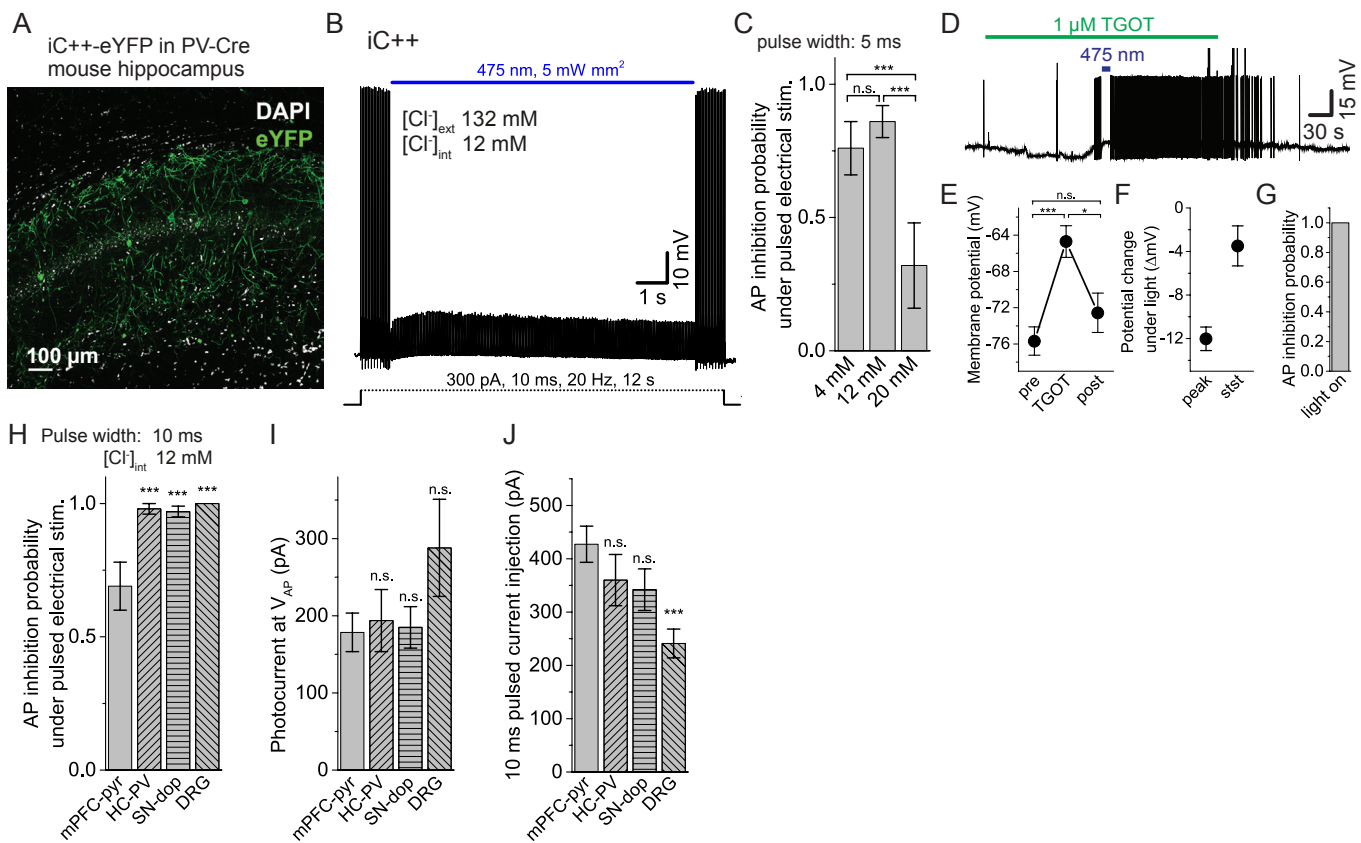 A
iC++-eYFP in PV-Cre
mouse hippocampus
DAPI
eYFP
100 µm
B
iC++
475 nm, 5 mW mm²
[Cl⁻]ext 132 mM
[Cl⁻]int 12 mM
10 mV
1 s
300 pA, 10 ms, 20 Hz, 12 s
C
pulse width: 5 ms
AP inhibition probability
under pulsed electrical stim.
***
n.s.
***
1.0
0.5
0.0
4 mM
12 mM
20 mM
D
1 µM TGOT
475 nm
15 mV
30 s
E
Membrane potential (mV)
n.s.
***
*
-64
-68
-72
-76
pre
TGOT
post
F
Potential change
under light (ΔmV)
0
-4
-8
-12
peak
stst
G
AP inhibition probability
1.0
0.8
0.6
0.4
0.2
0
light on
H
Pulse width: 10 ms
[Cl⁻]int 12 mM
AP inhibition probability
under pulsed electrical stim.
1.0
0.5
0.0
***
***
***
mPFC-pyr
HC-PV
SN-dop
DRG
I
Photocurrent at VAP (pA)
300
200
100
0
n.s.
n.s.
n.s.
mPFC-pyr
HC-PV
SN-dop
DRG
J
10 ms pulsed current injection (pA)
500
400
300
200
100
0
n.s.
n.s.
***
mPFC-pyr
HC-PV
SN-dop
DRG